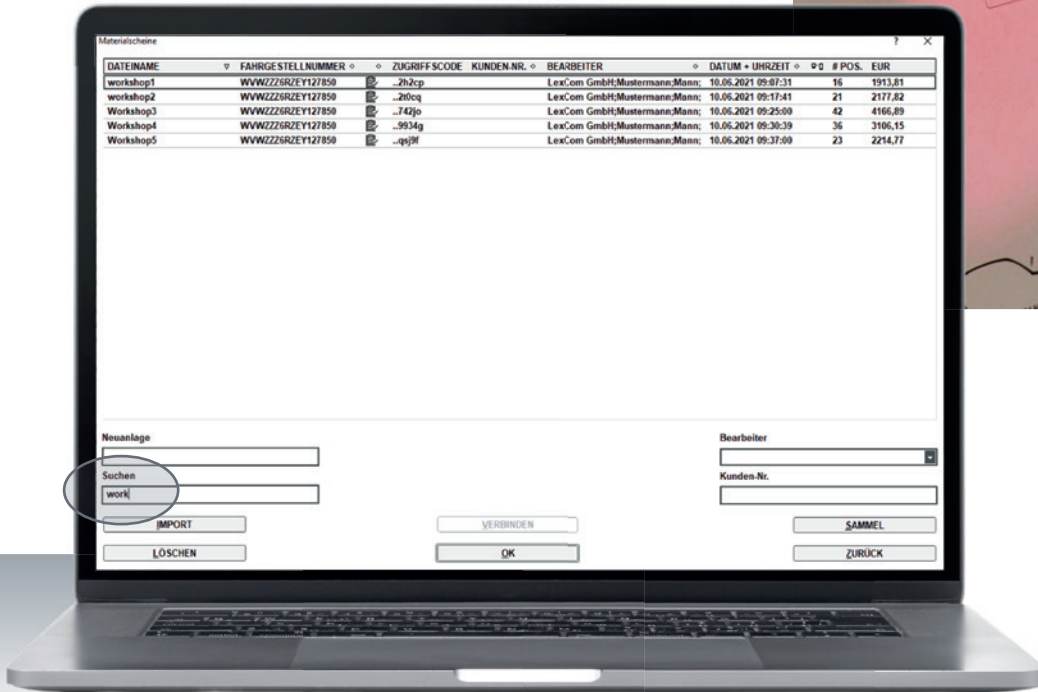 Materialscheine ? ×
DATEINAME FAHRGESTELLNUMMER ZUGRIFFSCODE KUNDEN-NR. BEARBEITER DATUM + UHRZEIT # POS. EUR
workshop1 WVWZZZ6RZEY127850 ..2h2cp LexCom GmbH;Mustermann;Mann; 10.06.2021 09:07:31 16 1913,81
workshop2 WVWZZZ6RZEY127850 ..2t0cq LexCom GmbH;Mustermann;Mann; 10.06.2021 09:17:41 21 2177,82
Workshop3 WVWZZZ6RZEY127850 ..742jo LexCom GmbH;Mustermann;Mann; 10.06.2021 09:25:00 42 4166,89
Workshop4 WVWZZZ6RZEY127850 ..9934g LexCom GmbH;Mustermann;Mann; 10.06.2021 09:30:39 36 3106,15
Workshop5 WVWZZZ6RZEY127850 ..qsj9f LexCom GmbH;Mustermann;Mann; 10.06.2021 09:37:00 23 2214,77
Neuanlage Bearbeiter
Suchen Kunden-Nr.
work
IMPORT VERBINDEN SAMMEL
LÖSCHEN OK ZURÜCK